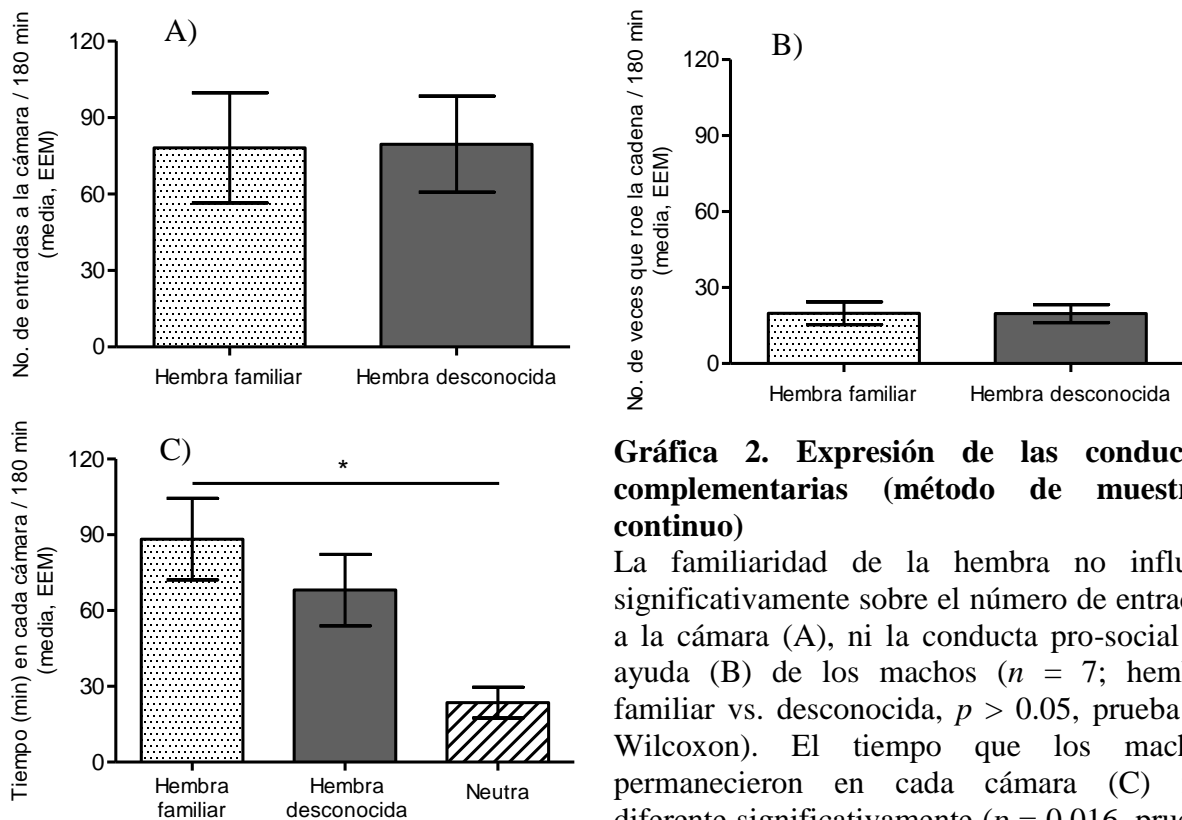 A)
No. de entradas a la cámara / 180 min
(media, EEM)
120
90
60
30
0
Hembra familiar
Hembra desconocida
B)
No. de veces que roe la cadena / 180 min
(media, EEM)
120
90
60
30
0
Hembra familiar
Hembra desconocida
C)
Tiempo (min) en cada cámara / 180 min
(media, EEM)
120
90
60
30
0
*
Hembra
familiar
Hembra
desconocida
Neutra
Gráfica 2. Expresión de las conduc
complementarias (método de muestr
continuo)
La familiaridad de la hembra no influ
significativamente sobre el número de entrad
a la cámara (A), ni la conducta pro-social
ayuda (B) de los machos (n = 7; hemb
familiar vs. desconocida, p > 0.05, prueba
Wilcoxon). El tiempo que los mach
permanecieron en cada cámara (C)
diferente significativamente (p = 0.016, prue